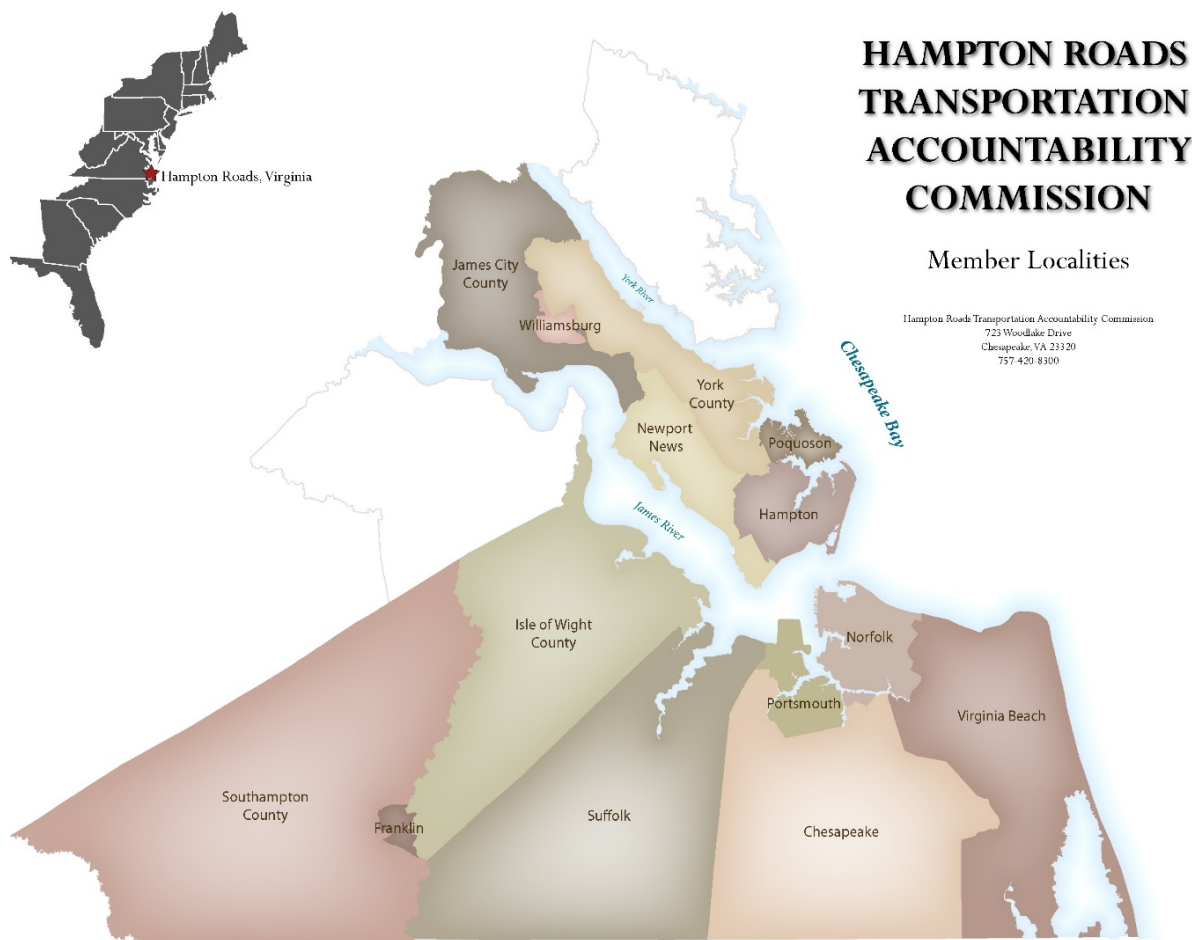 HAMPTON ROADS
TRANSPORTATION
ACCOUNTABILITY
COMMISSION
Member Localities
Hampton Roads Transportation Accountability Commission
723 Woodlake Drive
Chesapeake, VA 23320
757-420-8300
Hampton Roads, Virginia
James City
County
York River
Williamsburg
Chesapeake Bay
York
County
Newport
News
Poquoson
James River
Hampton
Isle of Wight
County
Norfolk
Portsmouth
Virginia Beach
Southampton
County
Franklin
Suffolk
Chesapeake